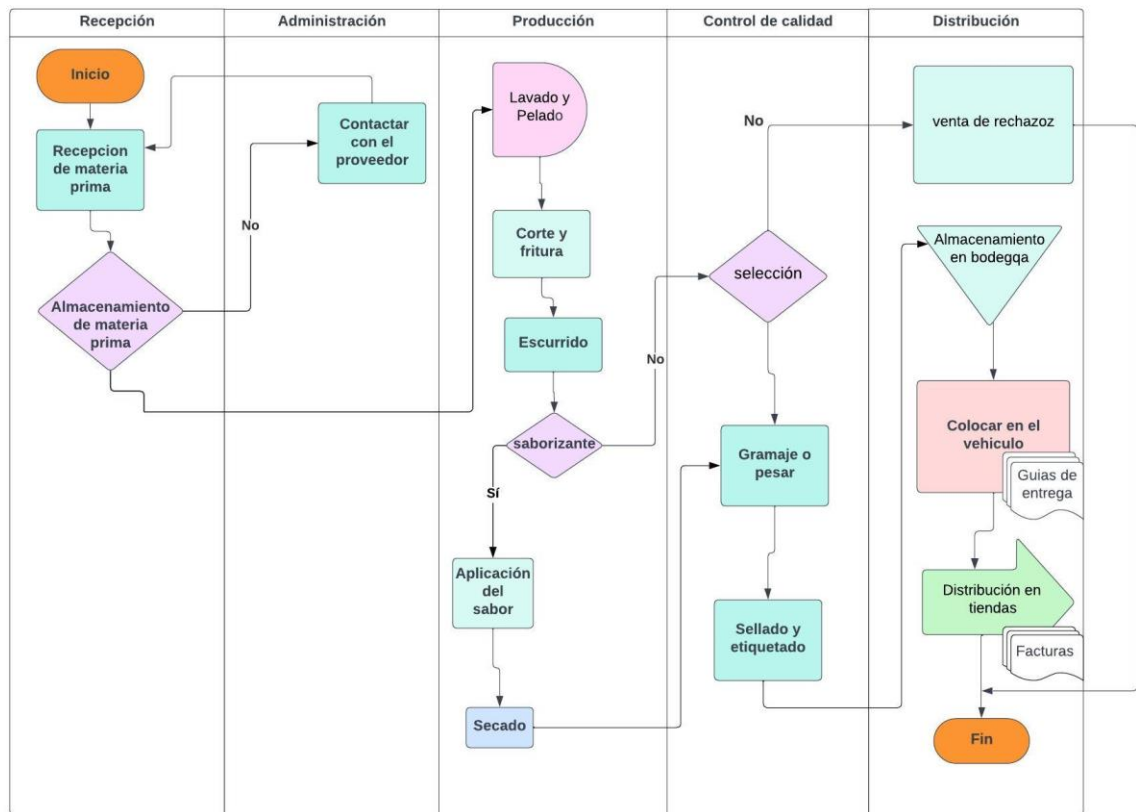 Recepción
Administración
Producción
Control de calidad
Distribución
Inicio
Recepcion
de materia
prima
Almacenamiento
de materia
prima
No
Contactar
con el
proveedor
Lavado y
Pelado
Corte y
fritura
Escurrido
saborizante
No
Sí
Aplicación
del
sabor
Secado
No
selección
Gramaje o
pesar
Sellado y
etiquetado
venta de rechazoz
Almacenamiento
en bodegqa
Colocar en el
vehiculo
Guias de
entrega
Distribución en
tiendas
Facturas
Fin